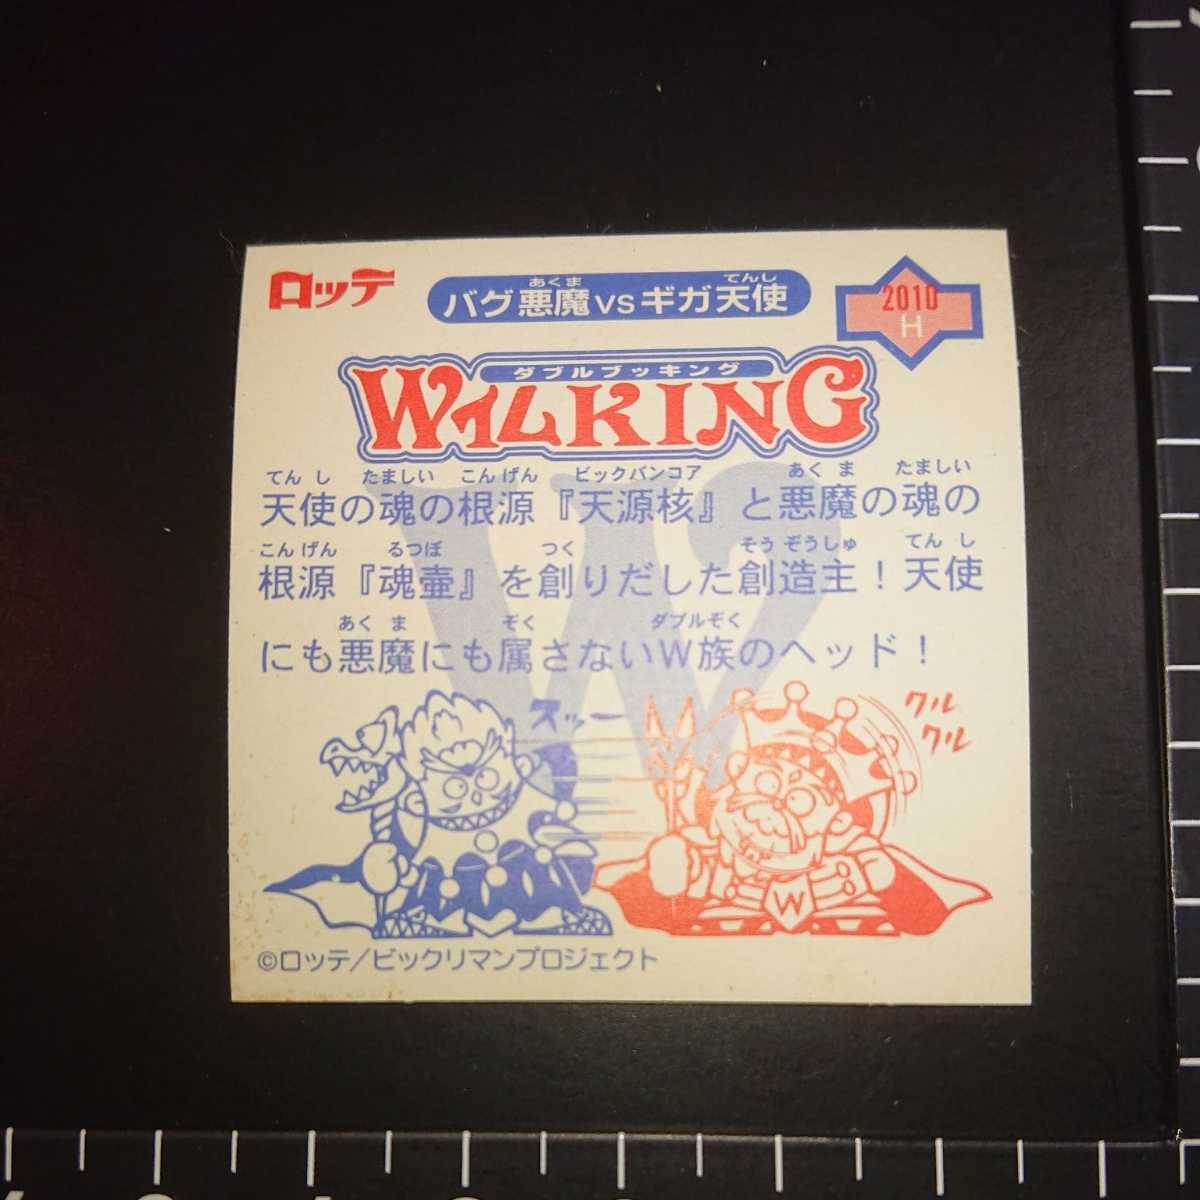 ロッテ
あくま てんし
バグ悪魔vsギガ天使
2010
H
ダブルブッキング
WイムKING
てんし たましい こんげん ビックバンコア あくま たましい
天使の魂の根源『天源核』と悪魔の魂の
こんげん るつぼ つく そうぞうしゅ てんし
根源『魂壷』を創りだした創造主！天使
あくま ぞく ダブルぞく
にも悪魔にも属さないW族のヘッド！
スッー
クル
クル
W
©ロッテ/ビックリマンプロジェクト